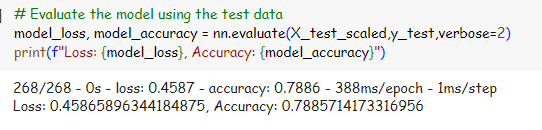 # Evaluate the model using the test data
model_loss, model_accuracy = nn.evaluate(X_test_scaled,y_test,verbose=2)
print(f"Loss: {model_loss}, Accuracy: {model_accuracy}")
268/268 - 0s - loss: 0.4587 - accuracy: 0.7886 - 388ms/epoch - 1ms/step
Loss: 0.45865896344184875, Accuracy: 0.7885714173316956